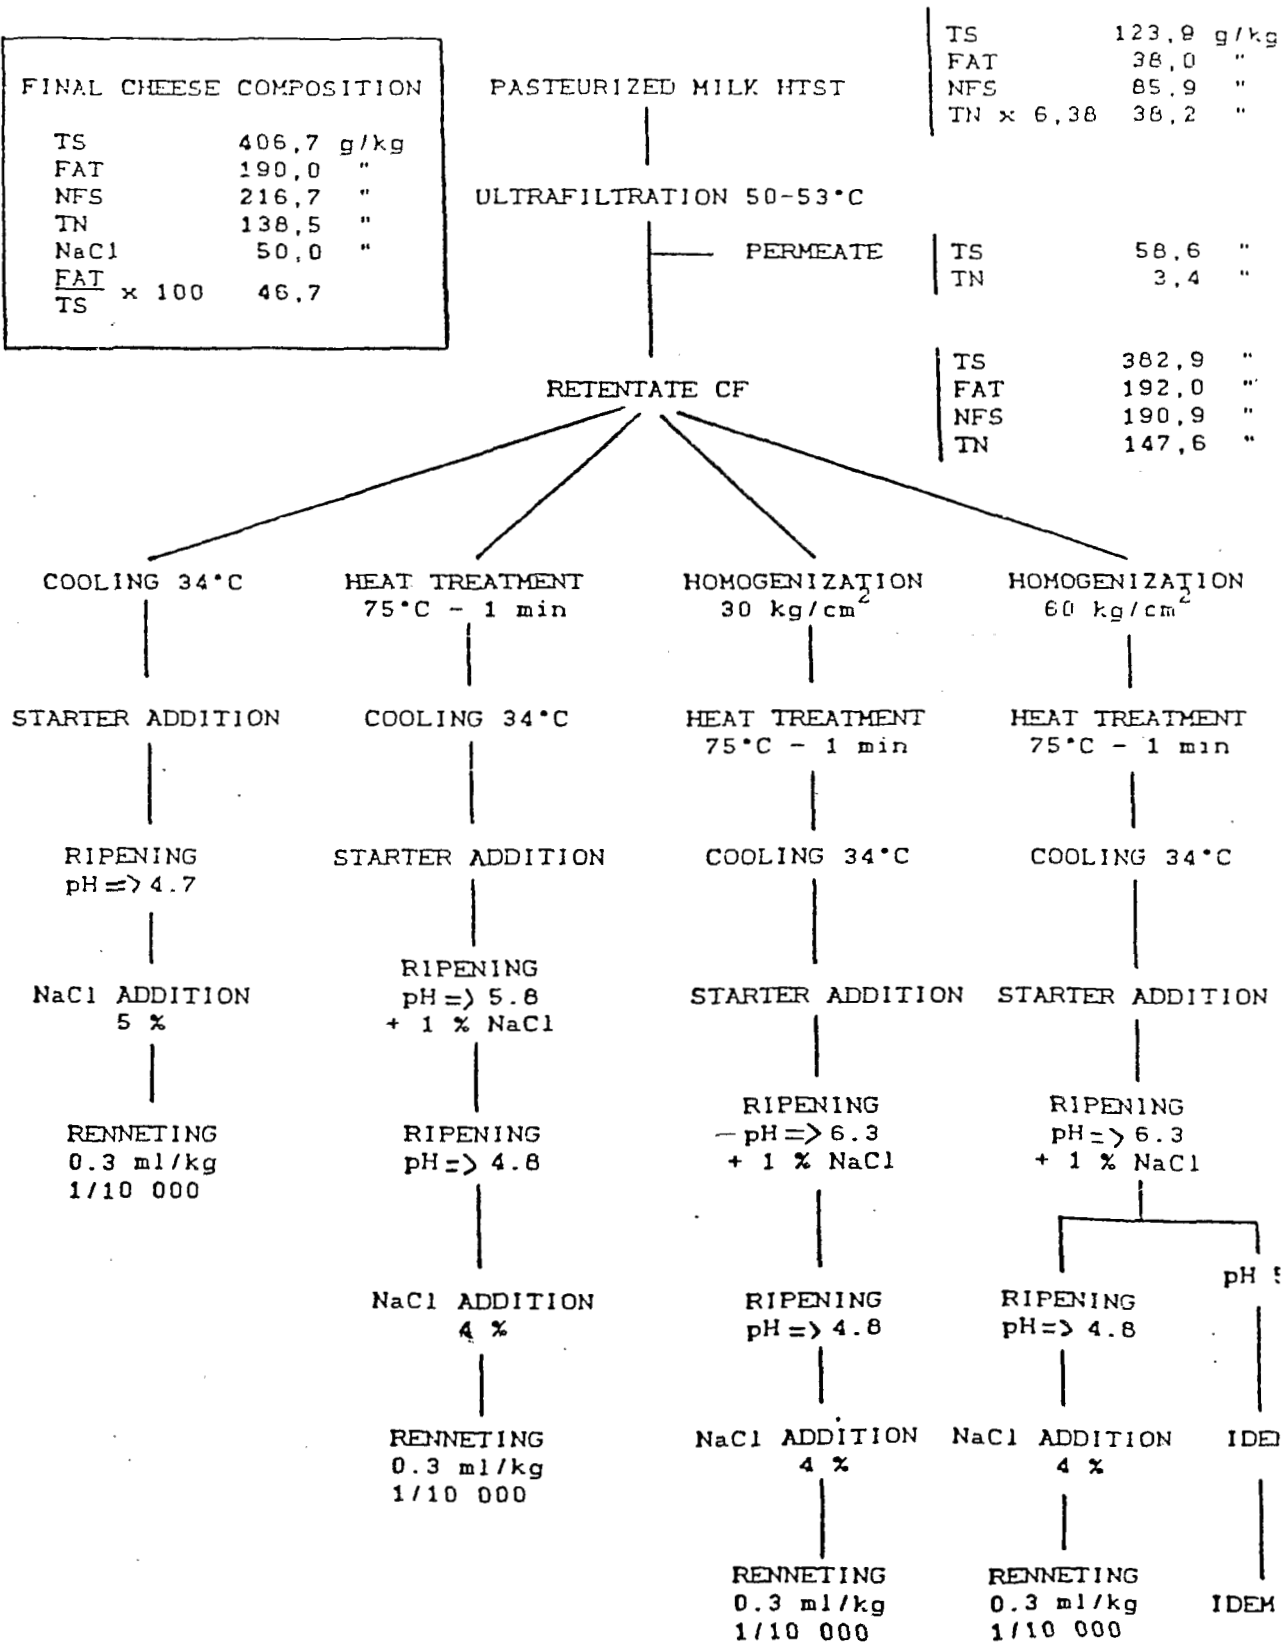 FINAL CHEESE COMPOSITION
TS 406,7 g/kg
FAT 190,0 "
NFS 216,7 "
TN 138,5 "
NaCl 50,0 "
FAT
TS
x 100 46,7
PASTEURIZED MILK HTST
TS 123,9 g/kg
FAT 38,0 "
NFS 85,9 "
TN x 6,38 38,2 "
ULTRAFILTRATION 50-53°C
PERMEATE
TS 58,6 "
TN 3,4 "
RETENTATE CF
TS 382,9 "
FAT 192,0 "
NFS 190,9 "
TN 147,6 "
COOLING 34°C
STARTER ADDITION
RIPENING
pH => 4.7
NaCl ADDITION
5 %
RENNETING
0.3 ml/kg
1/10 000
HEAT TREATMENT
75°C - 1 min
COOLING 34°C
STARTER ADDITION
RIPENING
pH => 5.8
+ 1 % NaCl
RIPENING
pH => 4.8
NaCl ADDITION
4 %
RENNETING
0.3 ml/kg
1/10 000
HOMOGENIZATION
30 kg/cm²
HEAT TREATMENT
75°C - 1 min
COOLING 34°C
STARTER ADDITION
RIPENING
pH => 6.3
+ 1 % NaCl
RIPENING
pH => 4.8
NaCl ADDITION
4 %
RENNETING
0.3 ml/kg
1/10 000
HOMOGENIZATION
60 kg/cm²
HEAT TREATMENT
75°C - 1 min
COOLING 34°C
STARTER ADDITION
RIPENING
pH => 6.3
+ 1 % NaCl
RIPENING
pH => 4.8
NaCl ADDITION
4 %
RENNETING
0.3 ml/kg
1/10 000
pH
IDEM